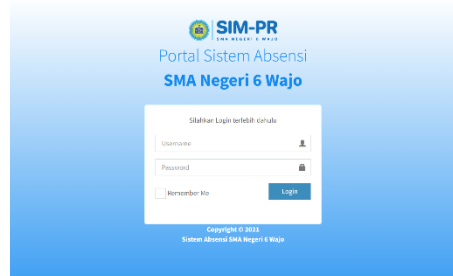 SIM-PR
SMA NEGERI 6 WAJO
Portal Sistem Absensi
SMA Negeri 6 Wajo
Silahkan Login terlebih dahulu
Username
Password
Remember Me
Login
Copyright © 2021
Sistem Absensi SMA Negeri 6 Wajo